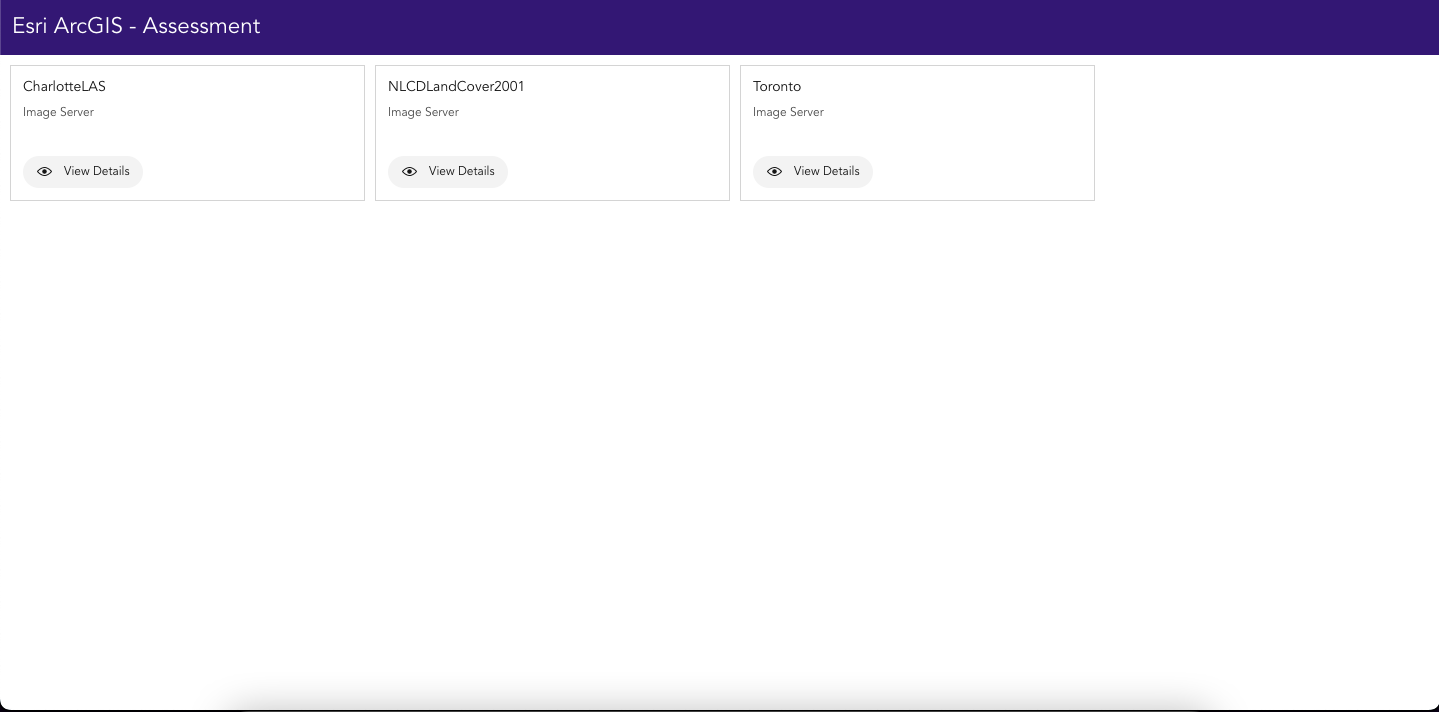 Esri ArcGIS - Assessment
CharlotteLAS
Image Server
View Details
NLCDLandCover2001
Image Server
View Details
Toronto
Image Server
View Details